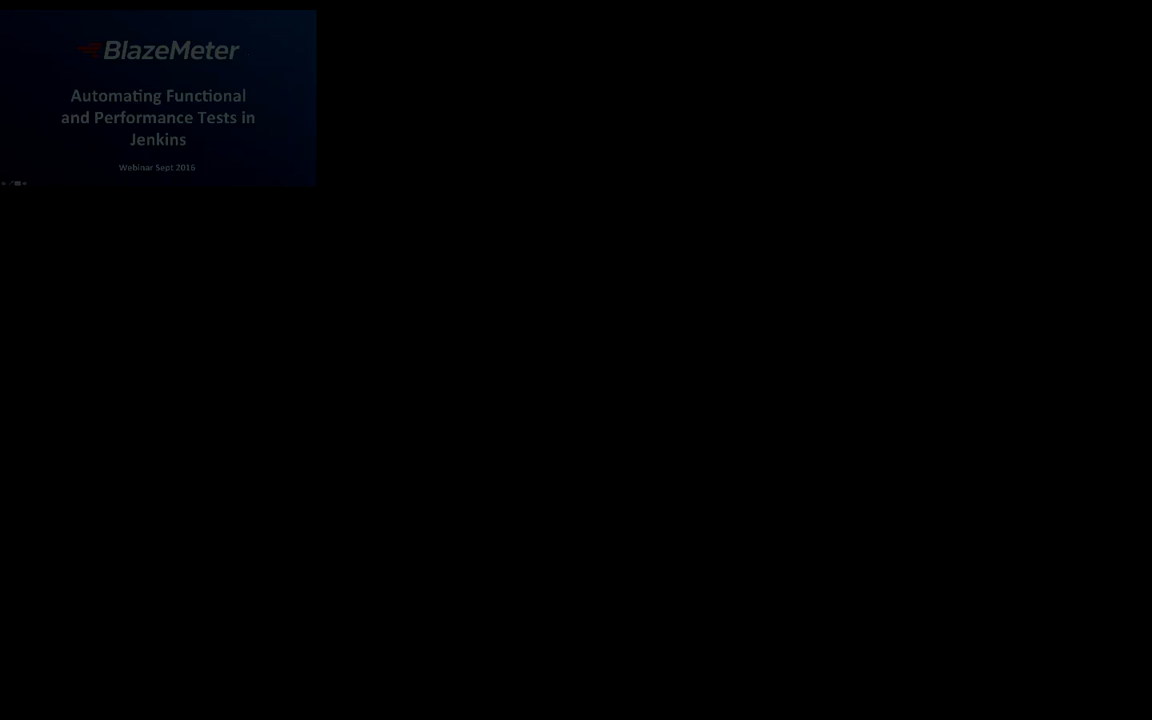 BlazeMeter
Automating Functional
and Performance Tests in
Jenkins
Webinar Sept 2016